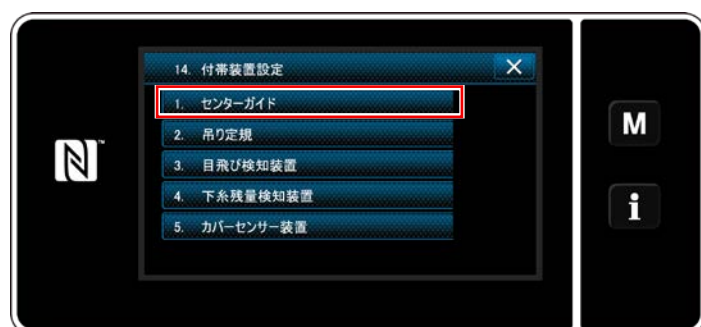 14. 付帯装置設定
1. センターガイド
2. 吊り定規
3. 目飛び検知装置
4. 下糸残量検知装置
5. カバーセンサー装置
M
i